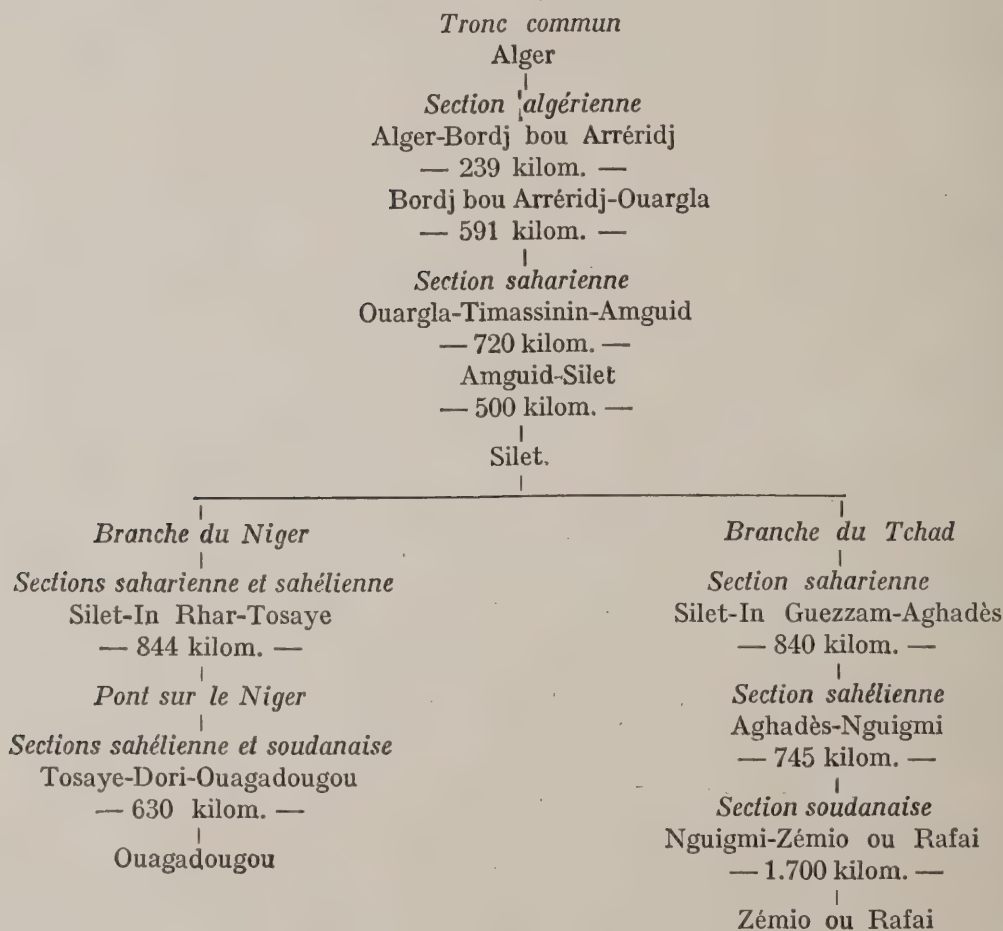 Tronc commun
Alger
Section algérienne
Alger-Bordj bou Arréridj
— 239 kilom. —
Bordj bou Arréridj-Ouargla
— 591 kilom. —
Section saharienne
Ouargla-Timassinin-Amguid
— 720 kilom. —
Amguid-Silet
— 500 kilom. —
Silet.
Branche du Niger
Sections saharienne et sahélienne
Silet-In Rhar-Tosaye
— 844 kilom. —
Pont sur le Niger
Sections sahélienne et soudanaise
Tosaye-Dori-Ouagadougou
— 630 kilom. —
Ouagadougou
Branche du Tchad
Section saharienne
Silet-In Guezzam-Aghadès
— 840 kilom. —
Section sahélienne
Aghadès-Nguigmi
— 745 kilom. —
Section soudanaise
Nguigmi-Zémio ou Rafai
— 1.700 kilom. —
Zémio ou Rafai